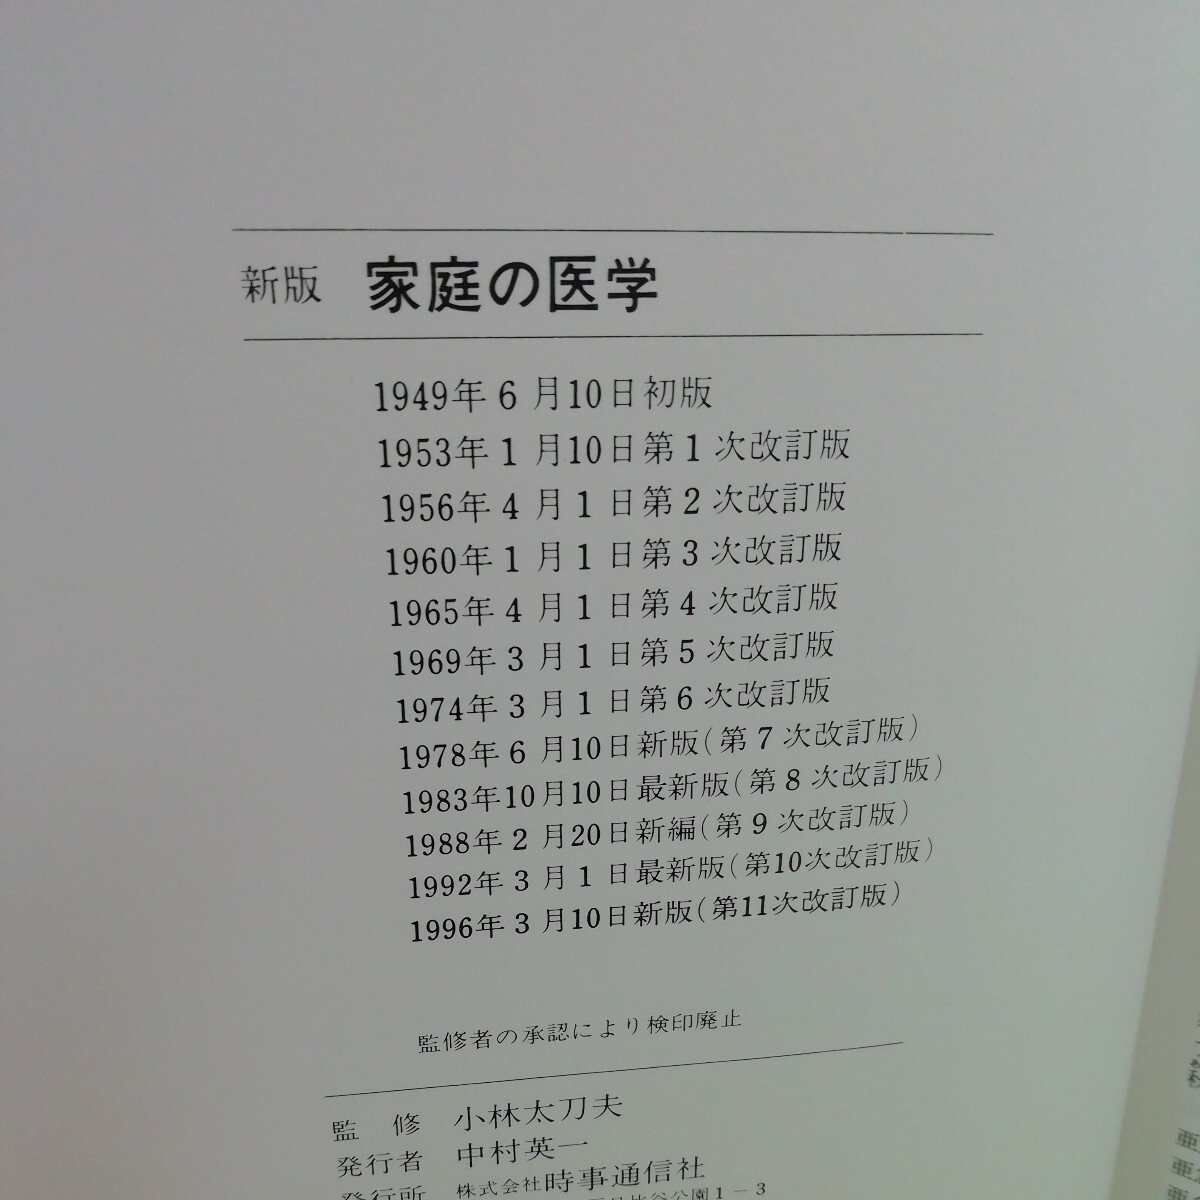 新版 家庭の医学
1949年6月10日初版
1953年1月10日第1次改訂版
1956年4月1日第2次改訂版
1960年1月1日第3次改訂版
1965年4月1日第4次改訂版
1969年3月1日第5次改訂版
1974年3月1日第6次改訂版
1978年6月10日新版(第7次改訂版)
1983年10月10日最新版(第8次改訂版)
1988年2月20日新編(第9次改訂版)
1992年3月1日最新版(第10次改訂版)
1996年3月10日新版(第11次改訂版)
監修者の承認により検印廃止
監修 小林太刀夫
発行者 中村英一
発行所 株式会社時事通信社
公園1-3